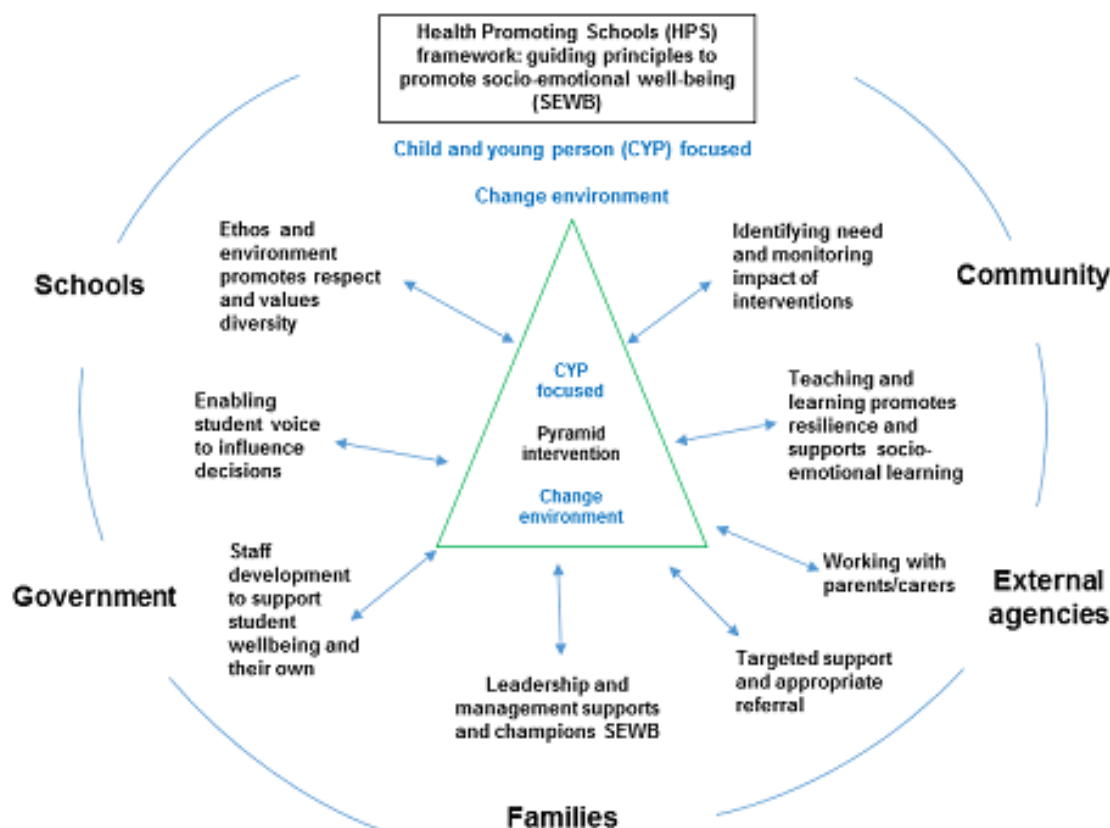 Health Promoting Schools (HPS)
framework: guiding principles to
promote socio-emotional well-being
(SEWB)
Child and young person (CYP) focused
Change environment
Ethos and
environment
promotes respect
and values
diversity
Identifying need
and monitoring
impact of
interventions
Schools
Community
CYP
focused
Pyramid
intervention
Change
environment
Enabling
student voice
to influence
decisions
Teaching and
learning promotes
resilience and
supports socio-
emotional learning
Government
Staff
development
to support
student
wellbeing and
their own
Working with
parents/carers
External
agencies
Leadership and
management supports
and champions SEWB
Targeted support
and appropriate
referral
Families